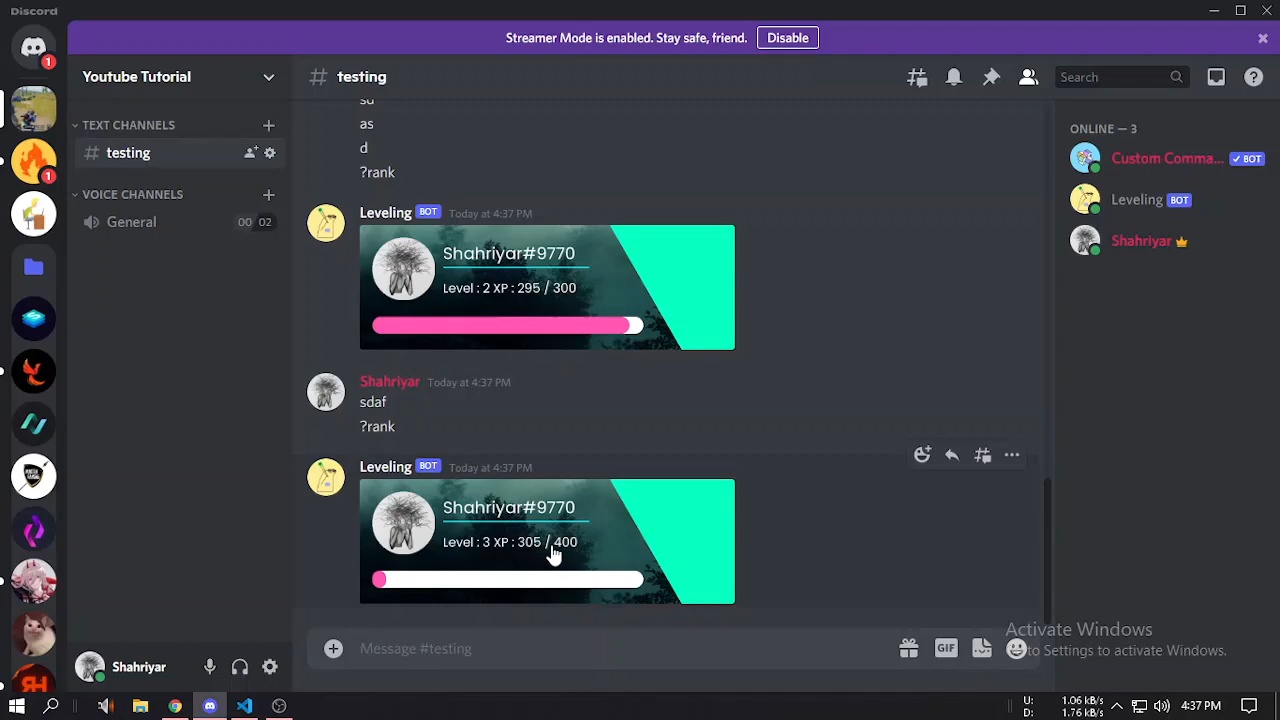 Discord
Streamer Mode is enabled. Stay safe, friend.
Disable
1
Youtube Tutorial
testing
Search
TEXT CHANNELS
testing
VOICE CHANNELS
General
00 02
1
as
d
?rank
Leveling BOT Today at 4:37 PM
Shahriyar#9770
Level : 2 XP : 295 / 300
Shahriyar Today at 4:37 PM
sdaf
?rank
Leveling BOT Today at 4:37 PM
Shahriyar#9770
Level : 3 XP : 305 / 400
Message #testing
GIF
ONLINE — 3
Custom Comma... ✓ BOT
Leveling BOT
Shahriyar
Activate Windows
to Settings to activate Windows.
Shahriyar
U: 1.06 kB/s
D: 1.76 kB/s
4:37 PM